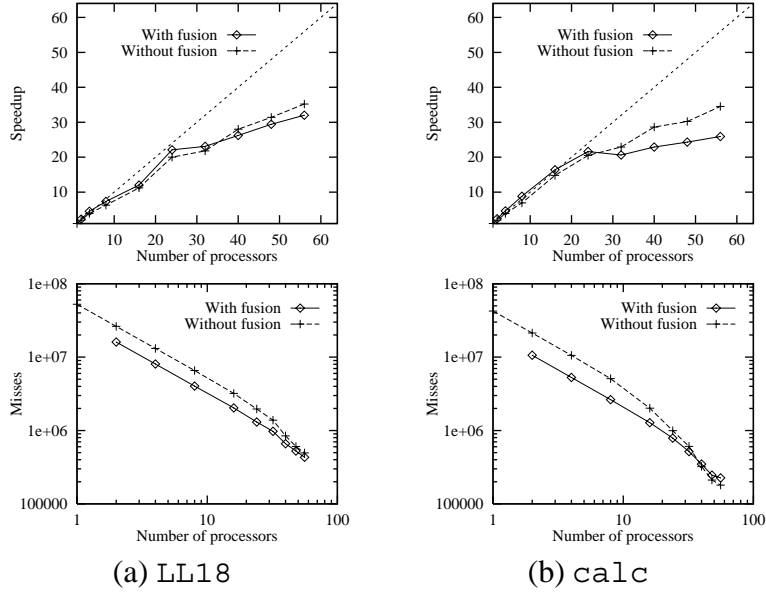 60
50
40
30
20
10
Speedup
With fusion
Without fusion
10 20 30 40 50 60
Number of processors
60
50
40
30
20
10
Speedup
With fusion
Without fusion
10 20 30 40 50 60
Number of processors
1e+08
1e+07
1e+06
100000
Misses
With fusion
Without fusion
1 10 100
Number of processors
1e+08
1e+07
1e+06
100000
Misses
With fusion
Without fusion
1 10 100
Number of processors
(a) LL18
(b) calc